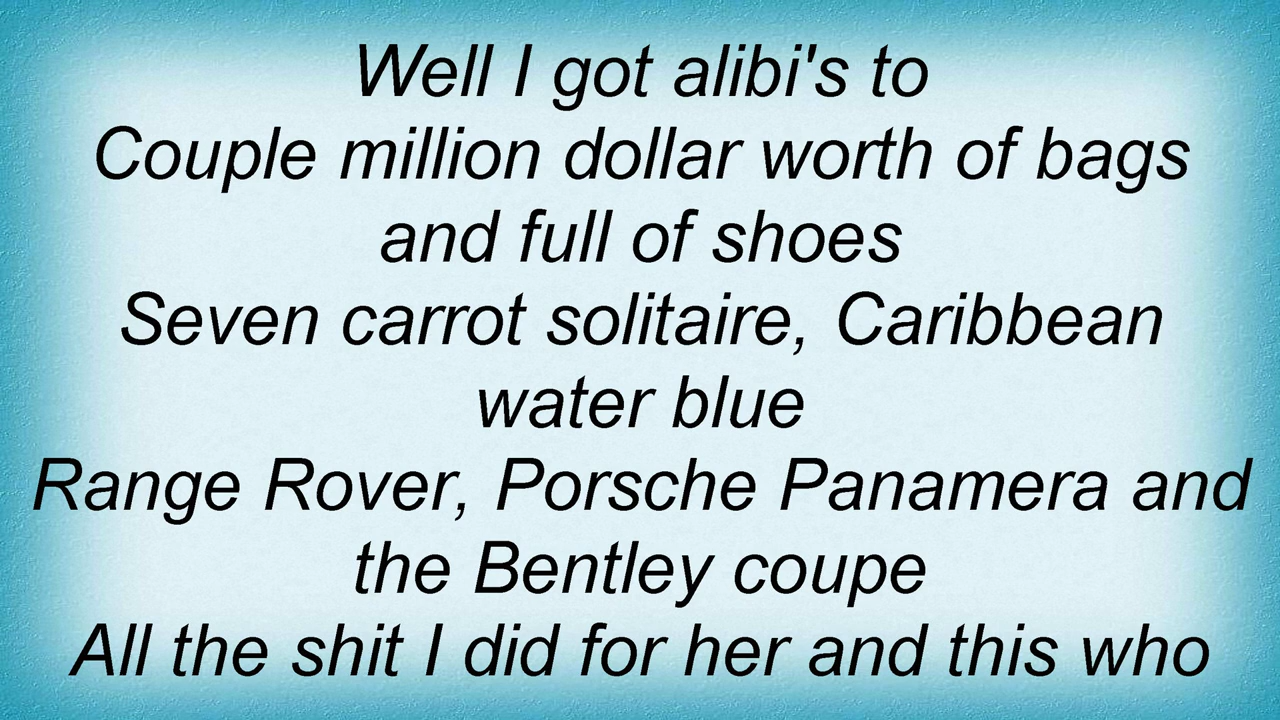 Well I got alibi's to
Couple million dollar worth of bags
and full of shoes
Seven carrot solitaire, Caribbean
water blue
Range Rover, Porsche Panamera and
the Bentley coupe
All the shit I did for her and this who